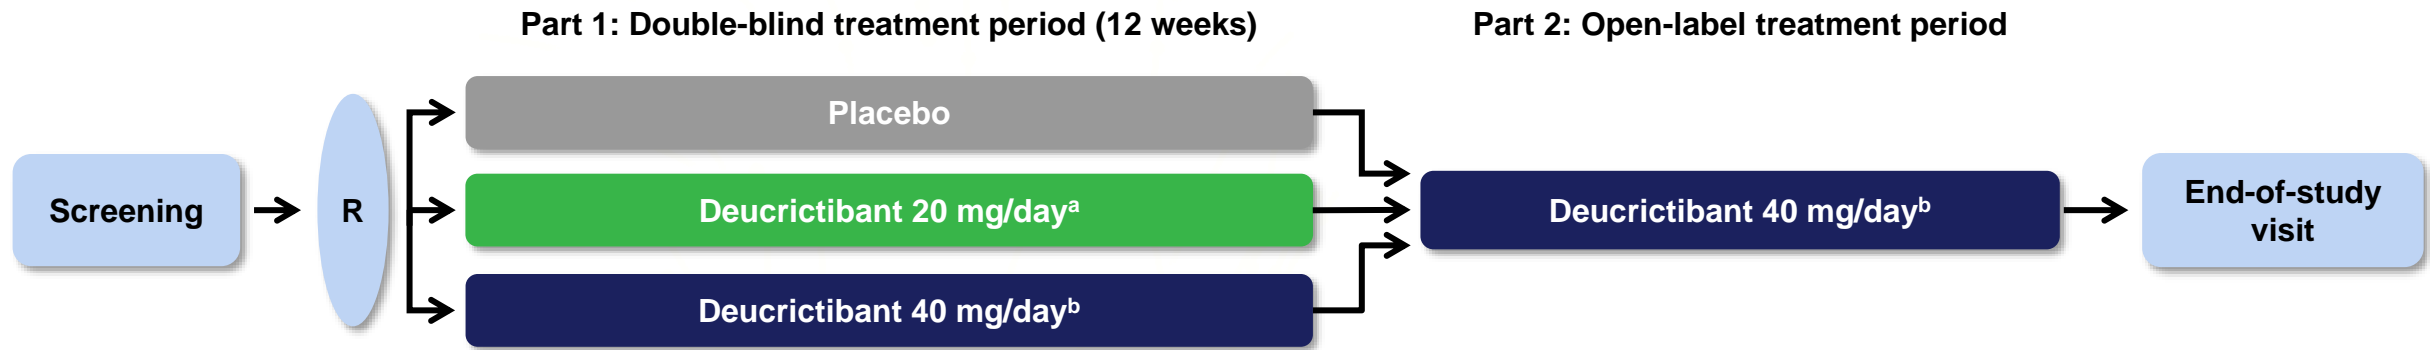 Part 1: Double-blind treatment period (12 weeks)
Part 2: Open-label treatment period
Screening
R
Placebo
Deucrictibant 20 mg/dayᵃ
Deucrictibant 40 mg/dayᵇ
Deucrictibant 40 mg/dayᵇ
End-of-study
visit